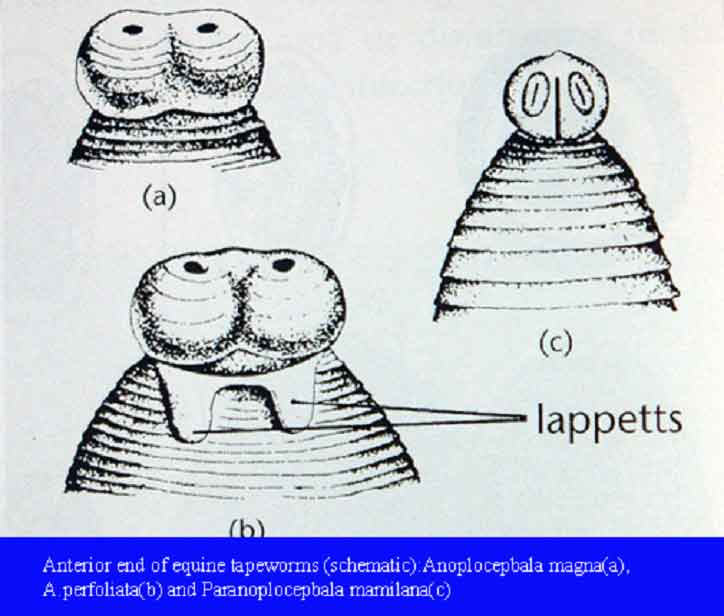 (a)
(c)
lappetts
(b)
Anterior end of equine tapeworms (schematic):Anoplocepbala magna(a),
A.perfoliata(b) and Paranoplocepbala mamilana(c)